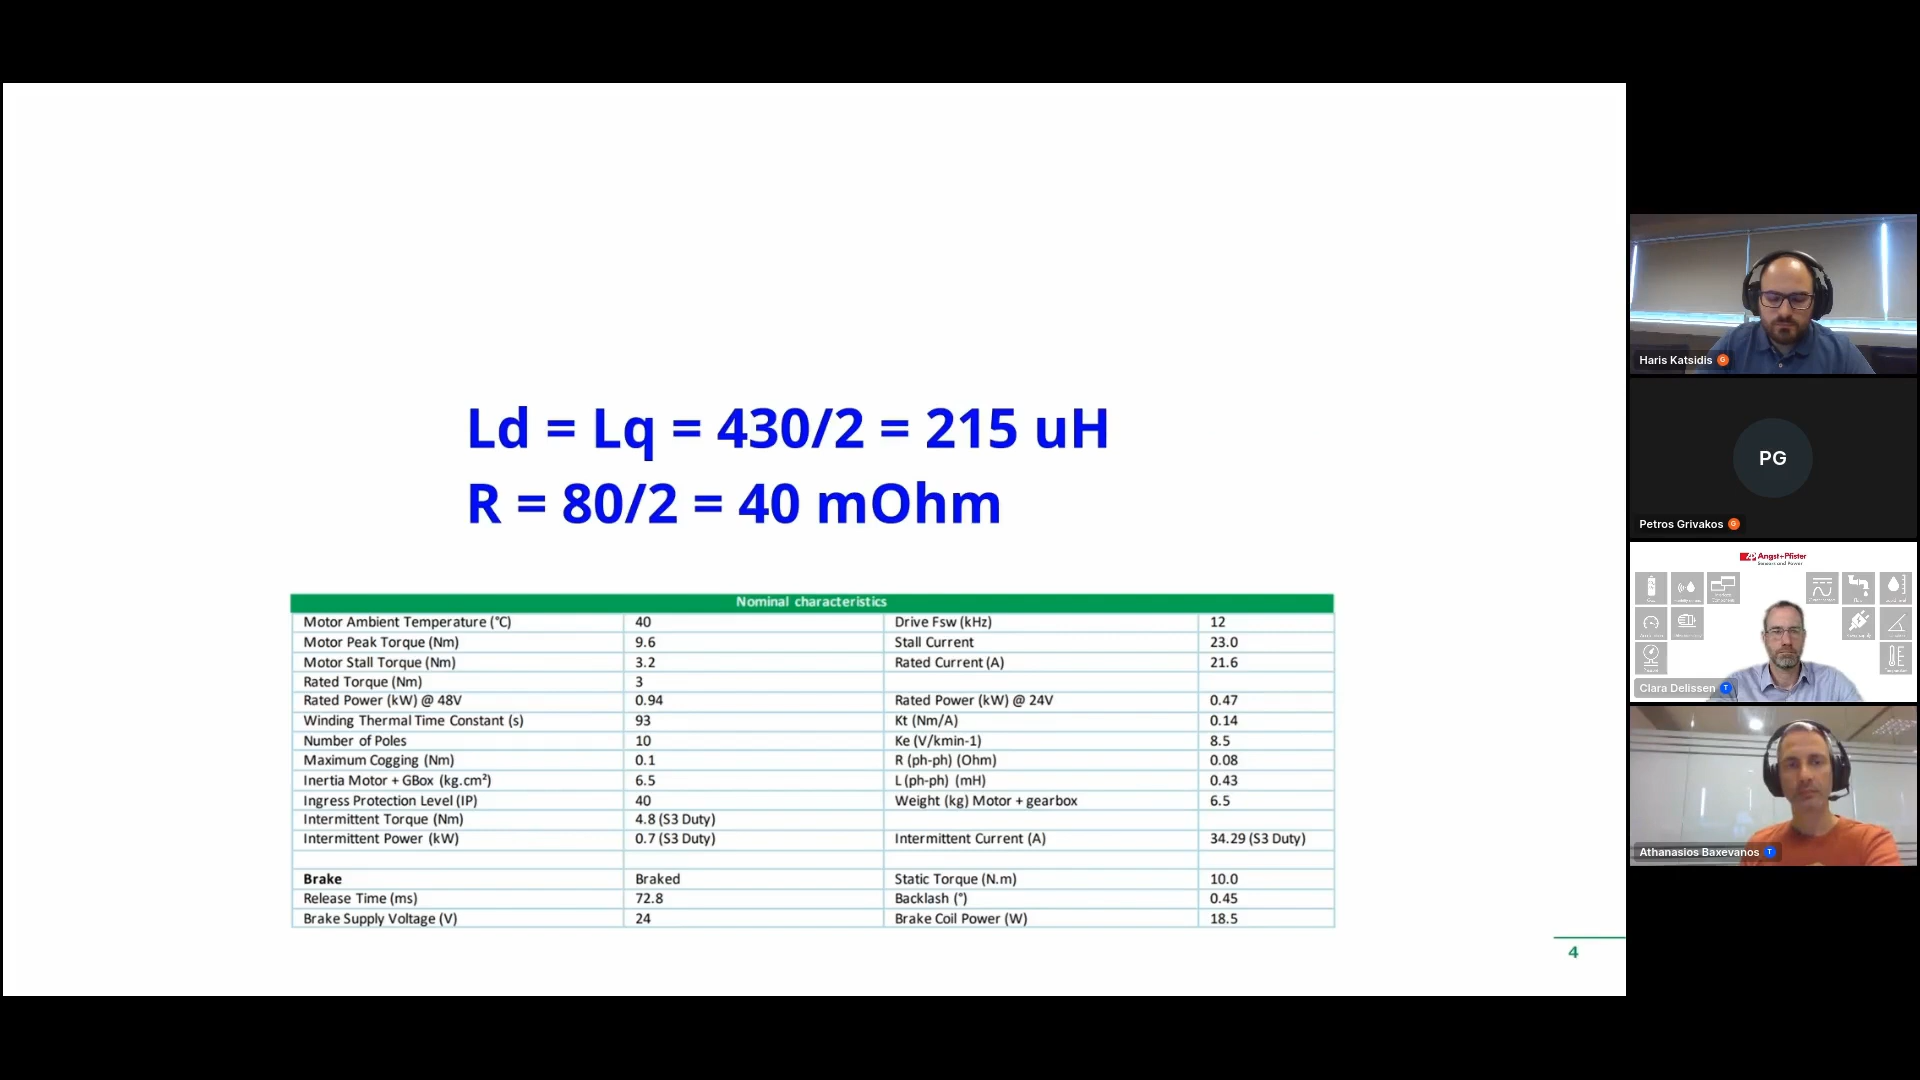 Ld = Lq = 430/2 = 215 uH
R = 80/2 = 40 mOhm
Nominal characteristics
Motor Ambient Temperature (°C) 40 Drive Fsw (kHz) 12
Motor Peak Torque (Nm) 9.6 Stall Current 23.0
Motor Stall Torque (Nm) 3.2 Rated Current (A) 21.6
Rated Torque (Nm) 3
Rated Power (kW) @ 48V 0.94 Rated Power (kW) @ 24V 0.47
Winding Thermal Time Constant (s) 93 Kt (Nm/A) 0.14
Number of Poles 10 Ke (V/kmin-1) 8.5
Maximum Cogging (Nm) 0.1 R (ph-ph) (Ohm) 0.08
Inertia Motor + GBox (kg.cm²) 6.5 L (ph-ph) (mH) 0.43
Ingress Protection Level (IP) 40 Weight (kg) Motor + gearbox 6.5
Intermittent Torque (Nm) 4.8 (S3 Duty)
Intermittent Power (kW) 0.7 (S3 Duty) Intermittent Current (A) 34.29 (S3 Duty)
Brake Braked Static Torque (N.m) 10.0
Release Time (ms) 72.8 Backlash (°) 0.45
Brake Supply Voltage (V) 24 Brake Coil Power (W) 18.5
4
Haris Katsidis G
PG
Petros Grivakos G
Angst+Pfister
Sensors and Power
Clara Delissen T
Athanasios Baxevanos T